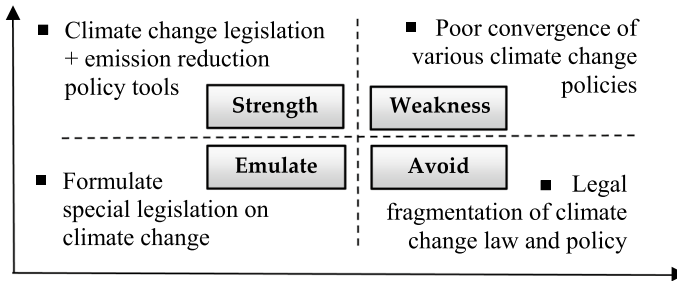 ■ Climate change legislation
+ emission reduction
policy tools
Strength
■ Poor convergence of
various climate change
policies
Weakness
Emulate
■ Formulate
special legislation on
climate change
Avoid
■ Legal
fragmentation of climate
change law and policy